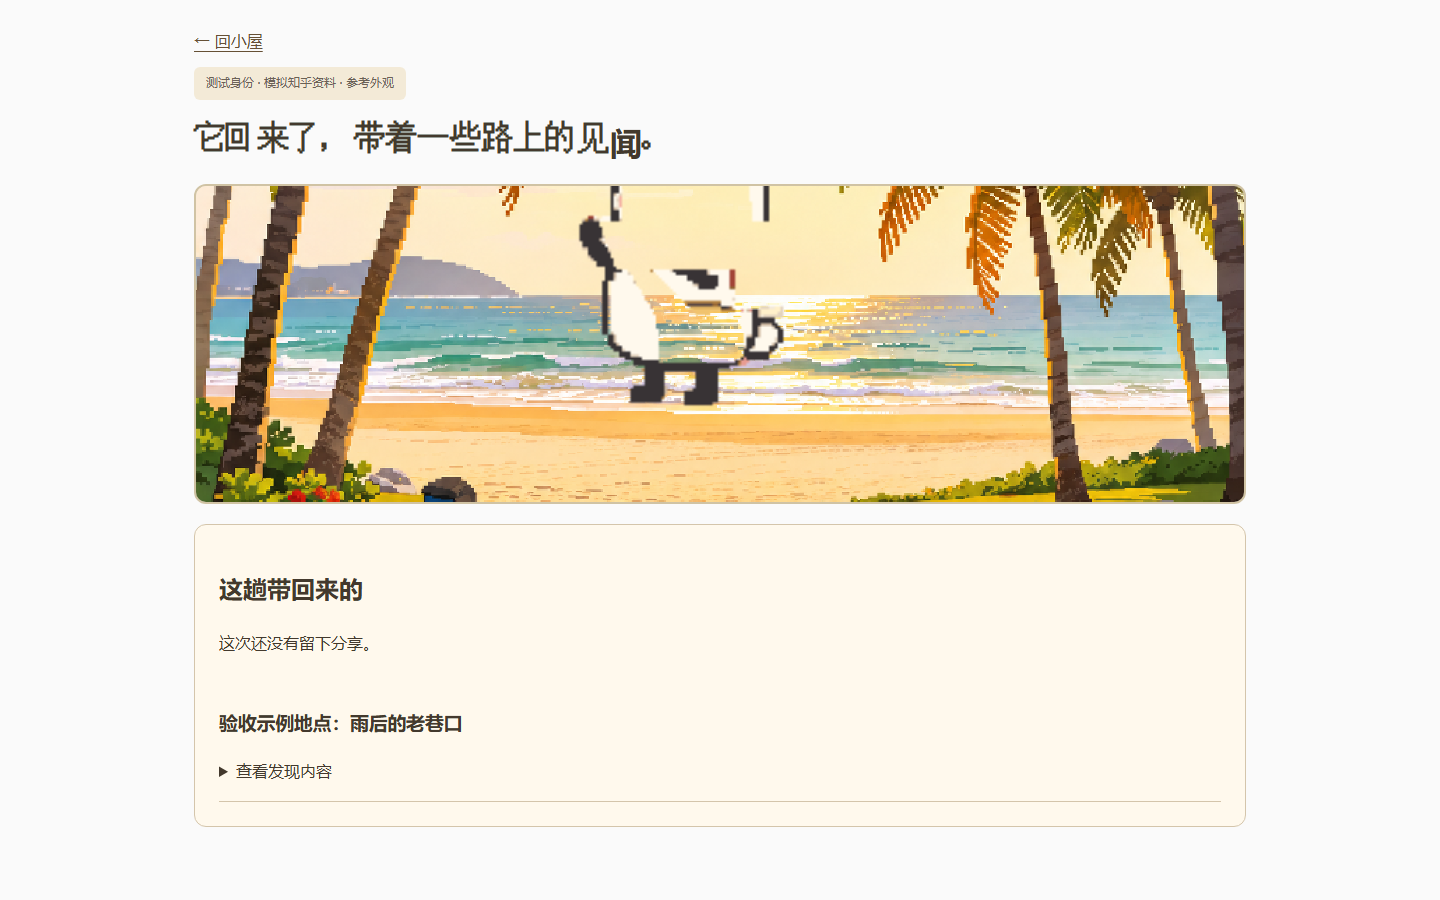 ← 回小屋
测试身份 · 模拟知乎资料 · 参考外观
它回来了，带着一些路上的见闻。
这趟带回来的
这次还没有留下分享。
验收示例地点：雨后的老巷口
▶ 查看发现内容